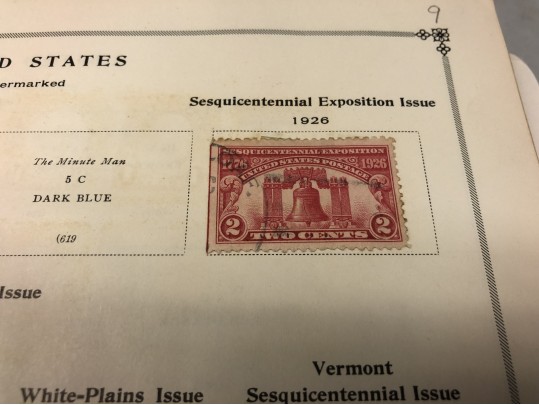 9
D STATES
ermarked
Sesquicentennial Exposition Issue
1926
The Minute Man
5 C
DARK BLUE
(619
SESQUICENTENNIAL EXPOSITION
1776 UNITED STATES POSTAGE 1926
2 TWO CENTS 2
Issue
Vermont
White-Plains Issue
Sesquicentennial Issue